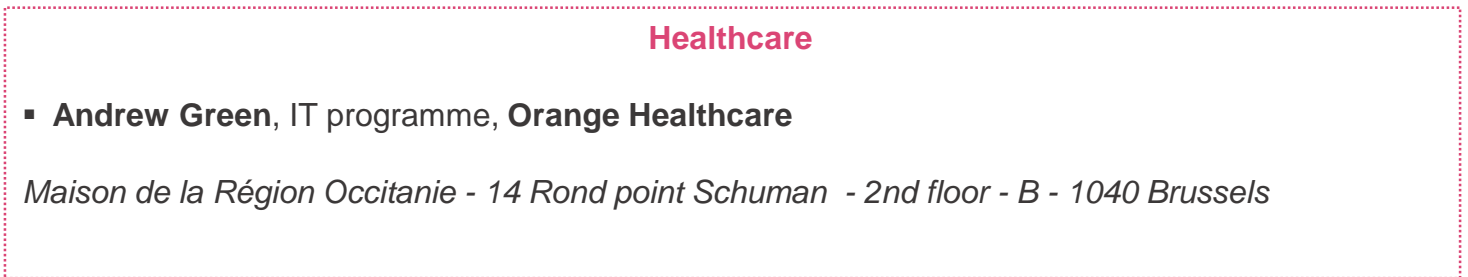 Healthcare
▪ Andrew Green, IT programme, Orange Healthcare
Maison de la Région Occitanie - 14 Rond point Schuman - 2nd floor - B - 1040 Brussels